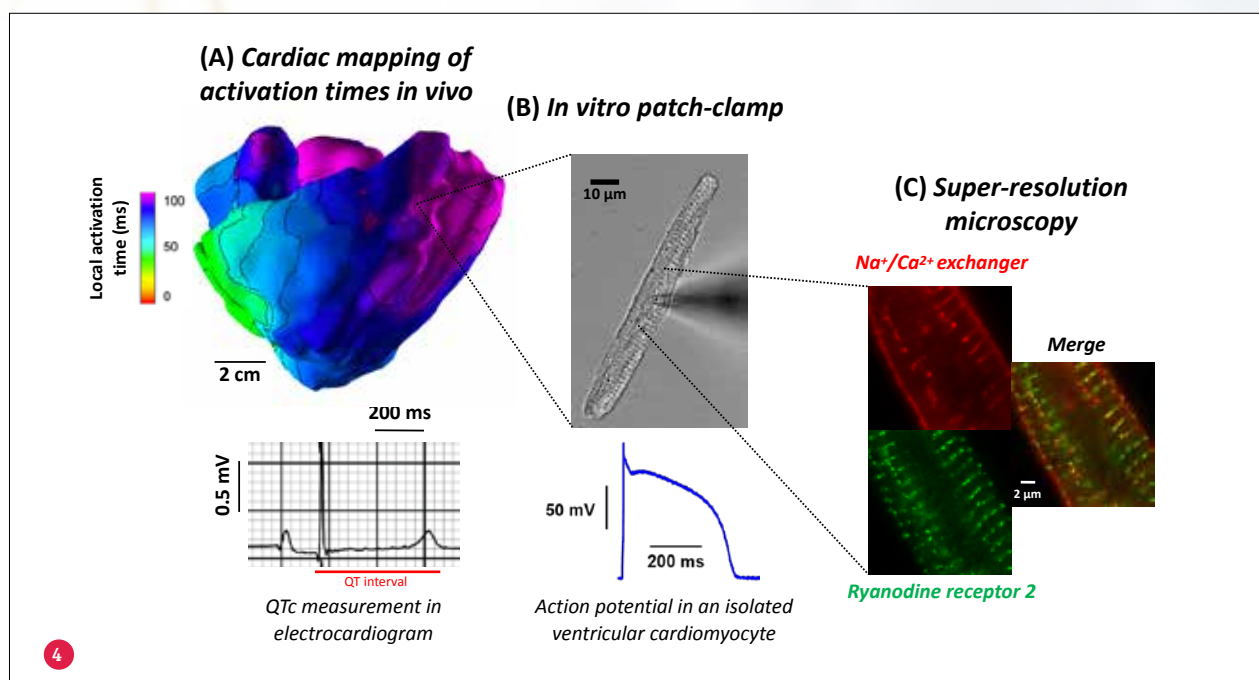 (A) Cardiac mapping of
activation times in vivo
Local activation
time (ms)
100
50
0
2 cm
200 ms
0.5 mV
QT interval
QTc measurement in
electrocardiogram
(B) In vitro patch-clamp
10 µm
50 mV
200 ms
Action potential in an isolated
ventricular cardiomyocyte
(C) Super-resolution
microscopy
Na⁺/Ca²⁺ exchanger
Merge
2 µm
Ryanodine receptor 2
4